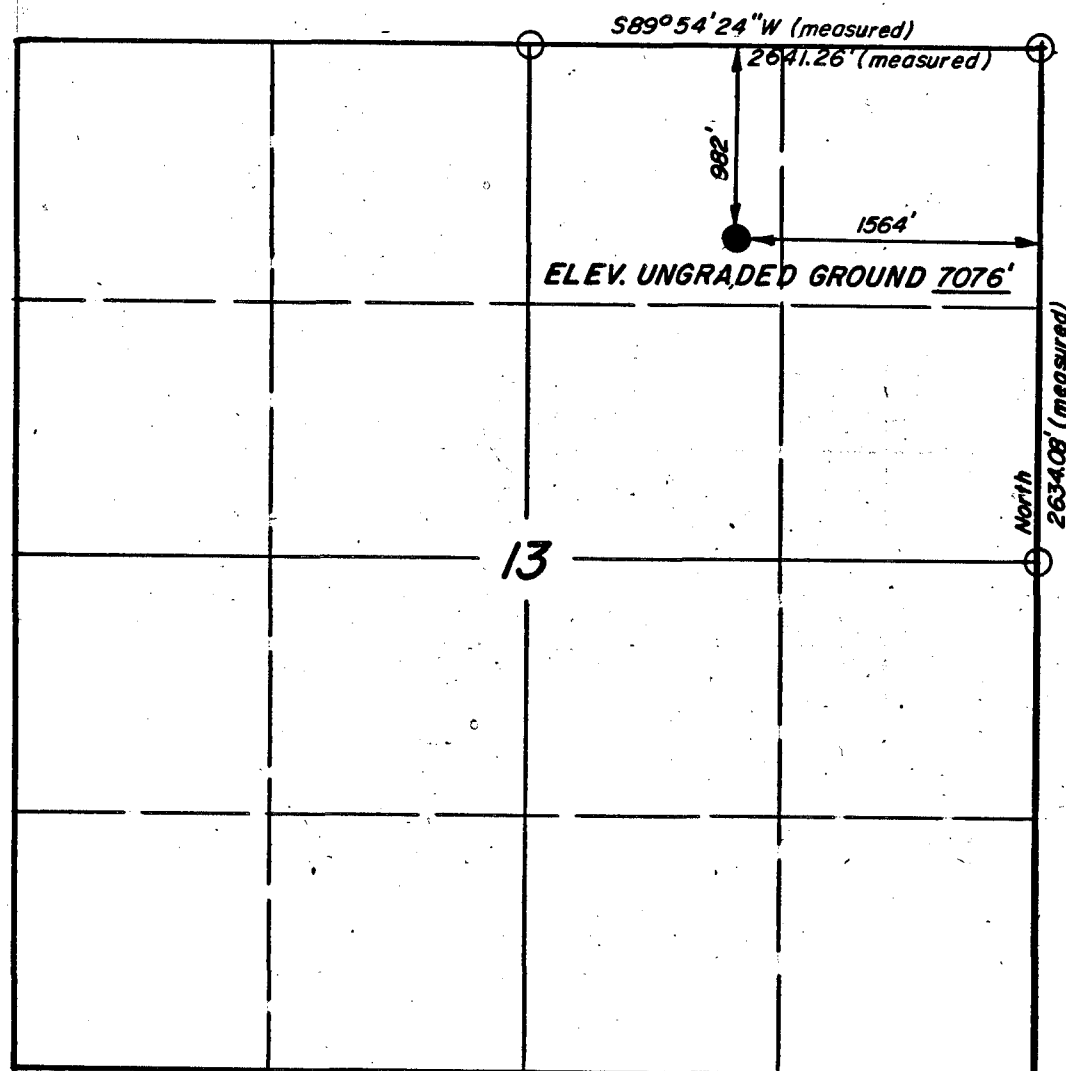 S89°54'24"W (measured)
2641.26' (measured)
982'
1564'
ELEV. UNGRADED GROUND 7076'
North
2634.08' (measured)
13